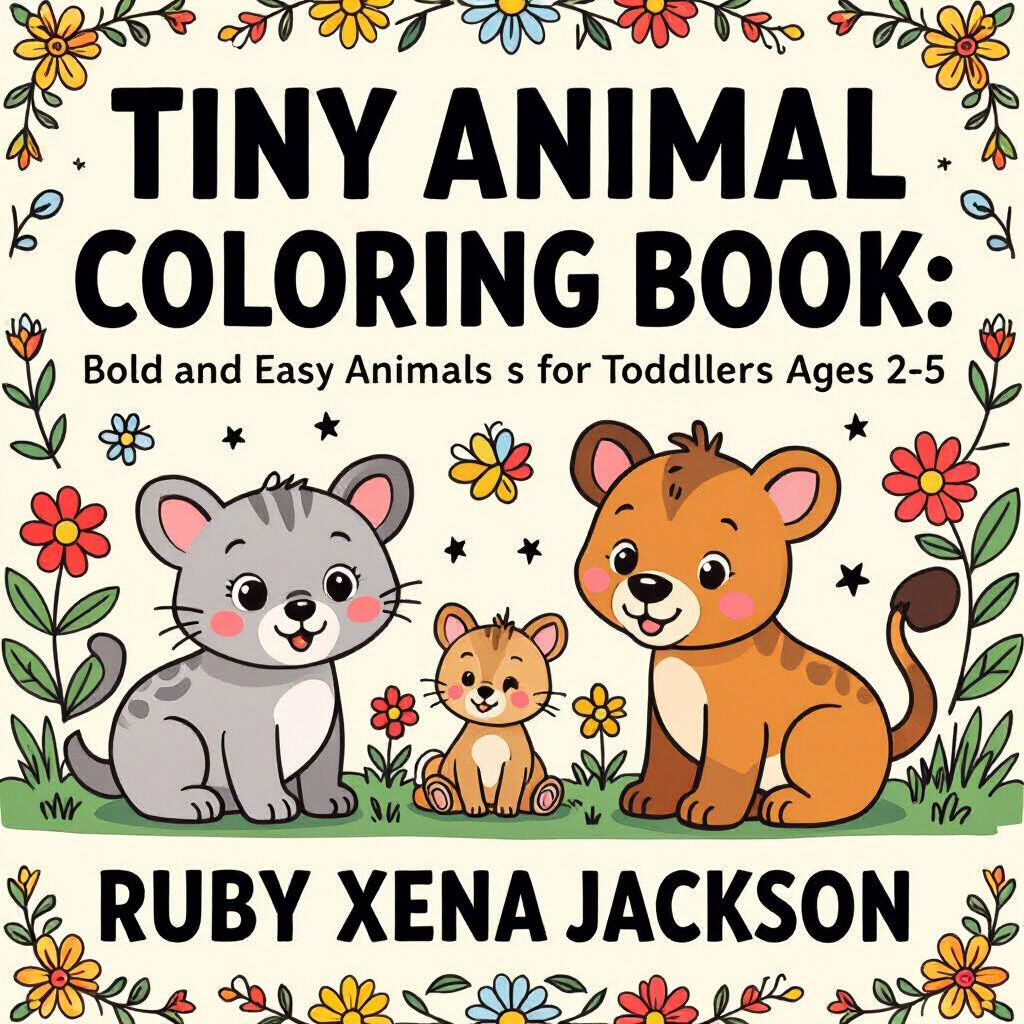 TINY ANIMAL
COLORING BOOK:
Bold and Easy Animals s for Toddllers Ages 2-5
RUBY XENA JACKSON